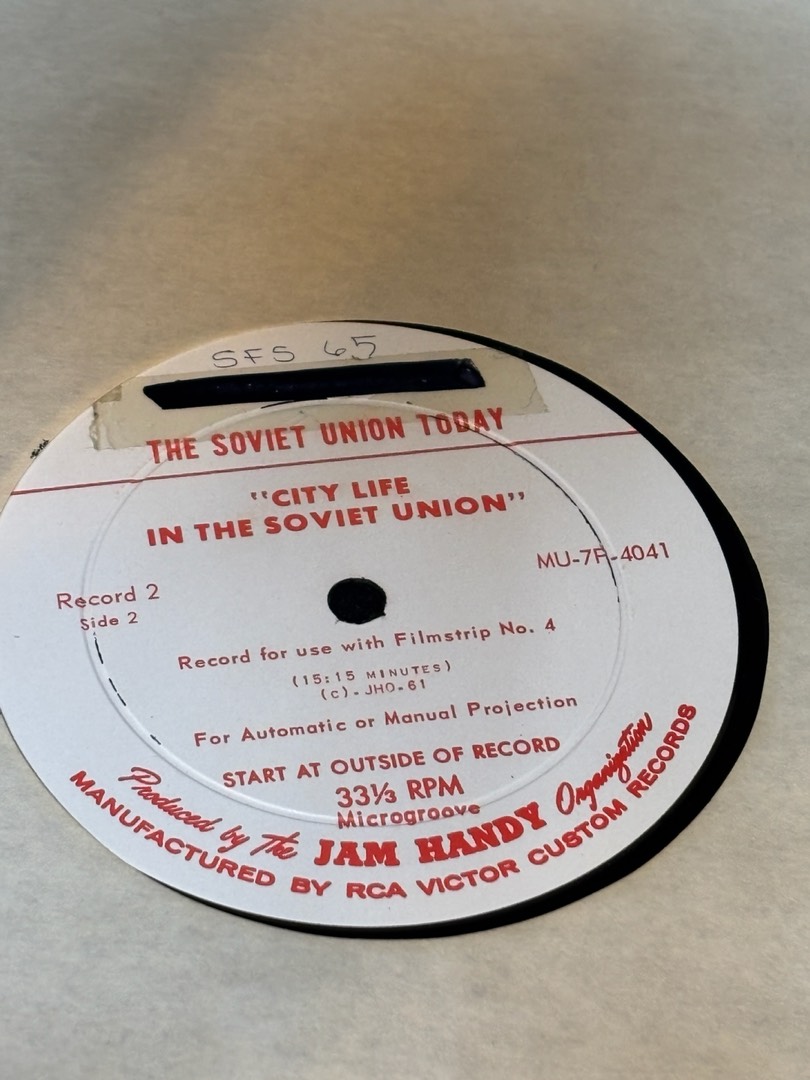 SFS 65
THE SOVIET UNION TODAY
"CITY LIFE
IN THE SOVIET UNION"
MU-7P-4041
Record 2
Side 2
Record for use with Filmstrip No. 4
(15:15 MINUTES)
(c)-JHO-61
For Automatic or Manual Projection
START AT OUTSIDE OF RECORD
33⅓ RPM
Microgroove
Produced by The JAM HANDY Organization
MANUFACTURED BY RCA VICTOR CUSTOM RECORDS